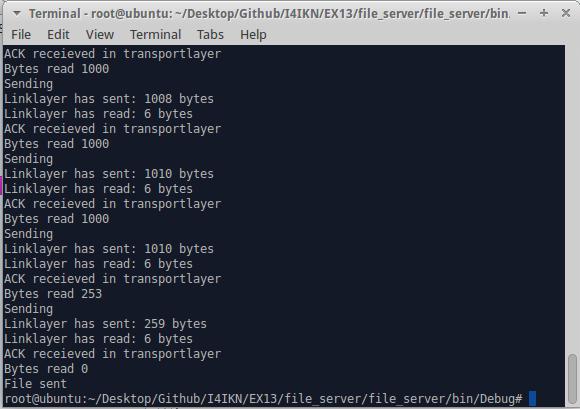 Terminal - root@ubuntu: ~/Desktop/Github/I4IKN/EX13/file_server/file_server/bin.
File Edit View Terminal Tabs Help
ACK receieved in transportlayer
Bytes read 1000
Sending
Linklayer has sent: 1008 bytes
Linklayer has read: 6 bytes
ACK receieved in transportlayer
Bytes read 1000
Sending
Linklayer has sent: 1010 bytes
Linklayer has read: 6 bytes
ACK receieved in transportlayer
Bytes read 1000
Sending
Linklayer has sent: 1010 bytes
Linklayer has read: 6 bytes
ACK receieved in transportlayer
Bytes read 253
Sending
Linklayer has sent: 259 bytes
Linklayer has read: 6 bytes
ACK receieved in transportlayer
Bytes read 0
File sent
root@ubuntu:~/Desktop/Github/I4IKN/EX13/file_server/file_server/bin/Debug#